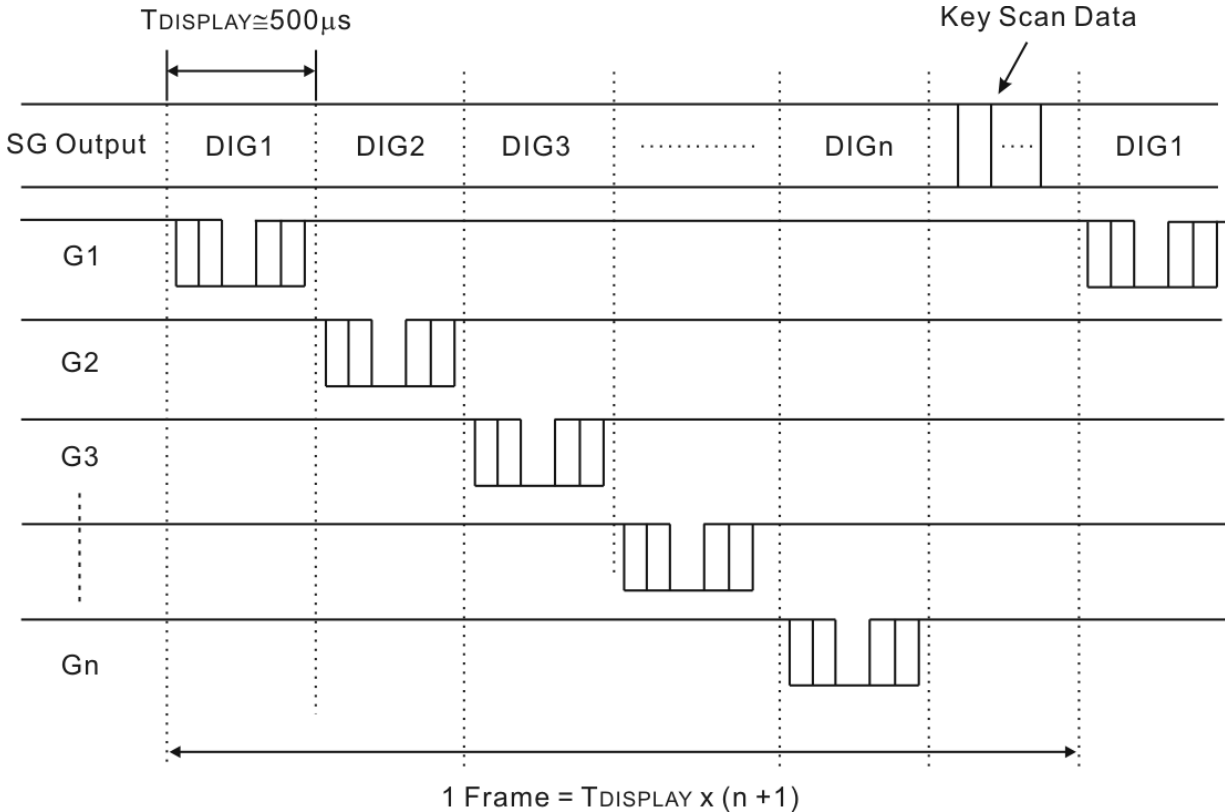 TDISPLAY≅500μs
Key Scan Data
SG Output DIG1 DIG2 DIG3 ............. DIGn .... DIG1
G1
G2
G3
Gn
1 Frame = TDISPLAY x (n +1)